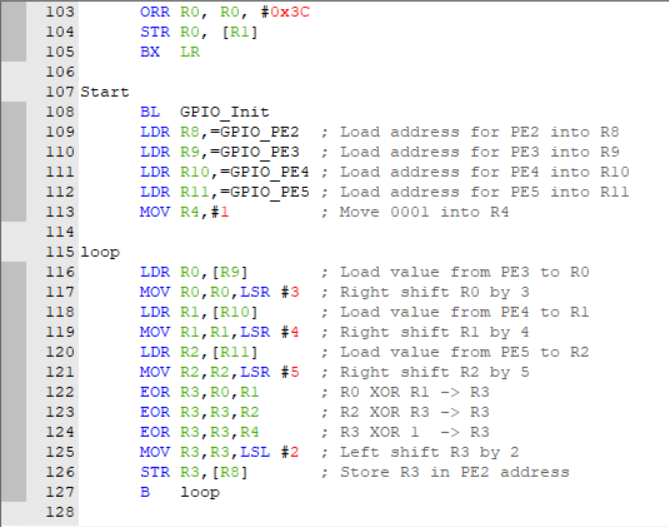 103 ORR R0, R0, #0x3C
104 STR R0, [R1]
105 BX LR
106
107 Start
108 BL GPIO_Init
109 LDR R8,=GPIO_PE2 ; Load address for PE2 into R8
110 LDR R9,=GPIO_PE3 ; Load address for PE3 into R9
111 LDR R10,=GPIO_PE4 ; Load address for PE4 into R10
112 LDR R11,=GPIO_PE5 ; Load address for PE5 into R11
113 MOV R4,#1 ; Move 0001 into R4
114
115 loop
116 LDR R0,[R9] ; Load value from PE3 to R0
117 MOV R0,R0,LSR #3 ; Right shift R0 by 3
118 LDR R1,[R10] ; Load value from PE4 to R1
119 MOV R1,R1,LSR #4 ; Right shift R1 by 4
120 LDR R2,[R11] ; Load value from PE5 to R2
121 MOV R2,R2,LSR #5 ; Right shift R2 by 5
122 EOR R3,R0,R1 ; R0 XOR R1 -> R3
123 EOR R3,R3,R2 ; R2 XOR R3 -> R3
124 EOR R3,R3,R4 ; R3 XOR 1 -> R3
125 MOV R3,R3,LSL #2 ; Left shift R3 by 2
126 STR R3,[R8] ; Store R3 in PE2 address
127 B loop
128